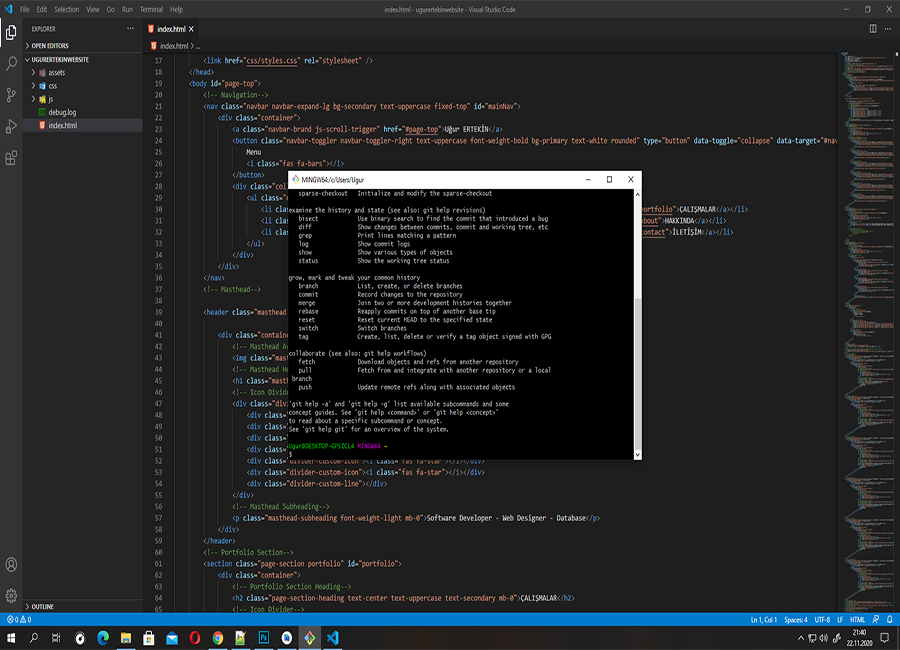 File Edit Selection View Go Run Terminal Help
index.html - ugurertekinwebsite - Visual Studio Code
EXPLORER
OPEN EDITORS
UGURERTEKINWEBSITE
assets
css
js
debug.log
index.html
OUTLINE
index.html
index.html > ...
17 <link href="css/styles.css" rel="stylesheet" />
18 </head>
19 <body id="page-top">
20 <!-- Navigation-->
21 <nav class="navbar navbar-expand-lg bg-secondary text-uppercase fixed-top" id="mainNav">
22 <div class="container">
23 <a class="navbar-brand js-scroll-trigger" href="#page-top">Uğur ERTEKİN</a>
24 <button class="navbar-toggler navbar-toggler-right text-uppercase font-weight-bold bg-primary text-white rounded" type="button" data-toggle="collapse" data-target="#nav
25 Menu
26 <i class="fas fa-bars"></i>
27 </button>
28 <div class="col
29 <ul class=
30 <li cl ortfolio">ÇALIŞMALAR</a></li>
31 <li cl bout">HAKKINDA</a></li>
32 <li cl ontact">İLETİŞİM</a></li>
33 </ul>
34 </div>
35 </div>
36 </nav>
37 <!-- Masthead-->
38
39 <header class="masthead
40
41 <div class="contain
42 <!-- Masthead A
43 <img class="mast
44 <!-- Masthead He
45 <h1 class="mast
46 <!-- Icon Divid
47 <div class="div
48 <div class=
49 <div class=
50 <div class=
51 <div class=
52 <div class="divider-custom-icon"><i class="fas fa-star"></i></div>
53 <div class="divider-custom-icon"><i class="fas fa-star"></i></div>
54 <div class="divider-custom-line"></div>
55 </div>
56 <!-- Masthead Subheading-->
57 <p class="masthead-subheading font-weight-light mb-0">Software Developer - Web Designer - Database</p>
58 </div>
59 </header>
60 <!-- Portfolio Section-->
61 <section class="page-section portfolio" id="portfolio">
62 <div class="container">
63 <!-- Portfolio Section Heading-->
64 <h2 class="page-section-heading text-center text-uppercase text-secondary mb-0">ÇALIŞMALAR</h2>
65 <!-- Icon Divider-->
MINGW64:/c/Users/Ugur
sparse-checkout Initialize and modify the sparse-checkout
examine the history and state (see also: git help revisions)
bisect Use binary search to find the commit that introduced a bug
diff Show changes between commits, commit and working tree, etc
grep Print lines matching a pattern
log Show commit logs
show Show various types of objects
status Show the working tree status
grow, mark and tweak your common history
branch List, create, or delete branches
commit Record changes to the repository
merge Join two or more development histories together
rebase Reapply commits on top of another base tip
reset Reset current HEAD to the specified state
switch Switch branches
tag Create, list, delete or verify a tag object signed with GPG
collaborate (see also: git help workflows)
fetch Download objects and refs from another repository
pull Fetch from and integrate with another repository or a local
branch
push Update remote refs along with associated objects
'git help -a' and 'git help -g' list available subcommands and some
concept guides. See 'git help <command>' or 'git help <concept>'
to read about a specific subcommand or concept.
See 'git help git' for an overview of the system.
Ugur@DESKTOP-GPSICL4 MINGW64 ~
$
0 0
Ln 1, Col 1 Spaces: 4 UTF-8 LF HTML
21:40
22.11.2020